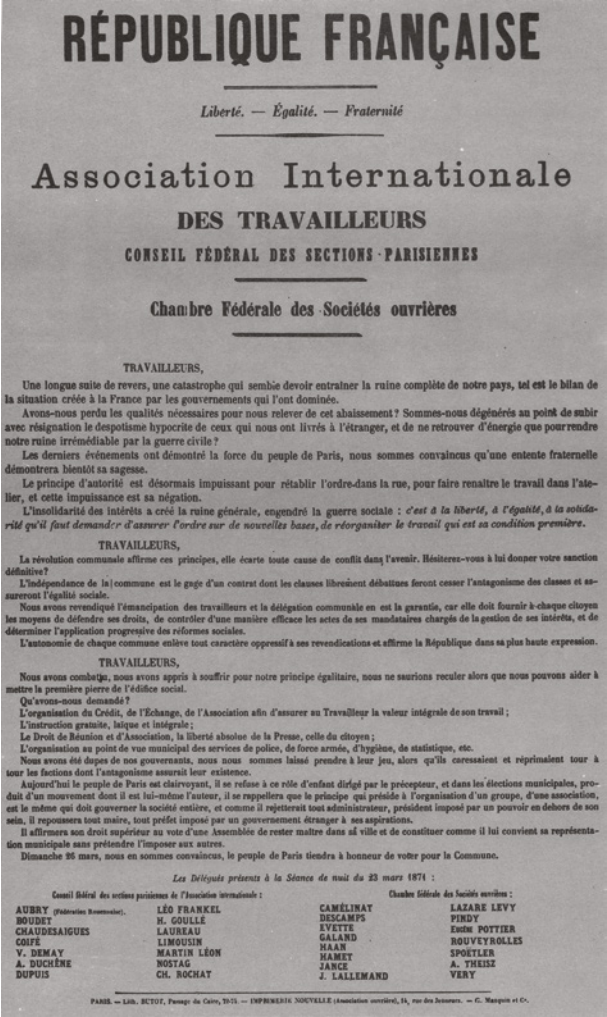 RÉPUBLIQUE FRANÇAISE
Liberté. — Égalité. — Fraternité
Association Internationale
DES TRAVAILLEURS
CONSEIL FÉDÉRAL DES SECTIONS PARISIENNES
Chambre Fédérale des Sociétés ouvrières
TRAVAILLEURS,
Une longue suite de revers, une catastrophe qui semble devoir entraîner la ruine complète de notre pays, tel est le bilan de
la situation créée à la France par les gouvernements qui l'ont dominée.
Avons-nous perdu les qualités nécessaires pour nous relever de cet abaissement ? Sommes-nous dégénérés au point de subir
avec résignation le despotisme hypocrite de ceux qui nous ont livrés à l'étranger, et de ne retrouver d'énergie que pour rendre
notre ruine irrémédiable par la guerre civile ?
Les derniers événements ont démontré la force du peuple de Paris, nous sommes convaincus qu'une entente fraternelle
démontrera bientôt sa sagesse.
Le principe d'autorité est désormais impuissant pour rétablir l'ordre dans la rue, pour faire renaître le travail dans l'ate-
lier, et cette impuissance est sa négation.
L'insolidité des intérêts a créé la ruine générale, engendré la guerre sociale : c'est à la liberté, à l'égalité, à la solida-
rité qu'il faut demander d'assurer l'ordre sur de nouvelles bases, de réorganiser le travail qui est sa condition première.
TRAVAILLEURS,
La révolution communale affirme ces principes, elle écarte toute cause de conflit dans l'avenir. Hésiterez-vous à lui donner votre sanction
définitive ?
L'indépendance de la commune est le gage d'un contrat dont les clauses librement débattues feront cesser l'antagonisme des classes et as-
sureront l'égalité sociale.
Nous avons revendiqué l'émancipation des travailleurs et la délégation communale en est la garantie, car elle doit fournir à chaque citoyen
les moyens de défendre ses droits, de contrôler d'une manière efficace les actes de ses mandataires chargés de la gestion de ses intérêts, et de
déterminer l'application progressive des réformes sociales.
L'autonomie de chaque commune enlève tout caractère oppressif à ses revendications et affirme la République dans sa plus haute expression.
TRAVAILLEURS,
Nous avons combattu, nous avons appris à souffrir pour notre principe égalitaire, nous ne saurions reculer alors que nous pouvons aider à
mettre la première pierre de l'édifice social.
Qu'avons-nous demandé ?
L'organisation du Crédit, de l'Échange, de l'Association afin d'assurer au Travailleur la valeur intégrale de son travail ;
L'instruction gratuite, laïque et intégrale ;
Le Droit de Réunion et d'Association, la liberté absolue de la Presse, celle du citoyen ;
L'organisation au point de vue municipal des services de police, de force armée, d'hygiène, de statistique, etc.
Nous avons été dupes de nos gouvernants, nous nous sommes laissé prendre à leur jeu, alors qu'ils caressaient et réprimaient tour à
tour les factions dont l'antagonisme assurait leur existence.
Aujourd'hui le peuple de Paris est clairvoyant, il se refuse à ce rôle d'enfant dirigé par le précepteur, et dans les élections municipales, pro-
duit d'un mouvement dont il est lui-même l'auteur, il se rappellera que le principe qui préside à l'organisation d'un groupe, d'une association,
est le même qui doit gouverner la société entière, et comme il rejetterait tout administrateur, président imposé par un pouvoir en dehors de son
sein, il repoussera tout maire, tout préfet imposé par un gouvernement étranger à ses aspirations.
Il affirmera son droit supérieur au vote d'une Assemblée de rester maître dans sa ville et de constituer comme il lui convient sa représenta-
tion municipale sans prétendre l'imposer aux autres.
Dimanche 26 mars, nous en sommes convaincus, le peuple de Paris tiendra à honneur de voter pour la Commune.
Les Délégués présents à la Séance de nuit du 23 mars 1871 :
Conseil fédéral des sections parisiennes de l'Association internationale :
AUBRY (Fédération Rouennaise).
BOUDET
CHAUDESAIGUES
COIFÉ
V. DEMAY
A. DUCHÊNE
DUPUIS
LÉO FRANKEL
H. GOULLÉ
LAUREAU
LIMOUSIN
MARTIN LÉON
NOSTAG
CH. ROCHAT
Chambre fédérale des Sociétés ouvrières :
CAMÉLINAT
DESCAMPS
EVETTE
GALAND
HAAN
HAMET
JANCE
J. LALLEMAND
LAZARE LEVY
PINDY
Eugène POTTIER
ROUVEYROLLES
SPOËTLER
A. THEISZ
VERY
PARIS. — Lith. BUTOT, Passage du Caire, — IMPRIMERIE NOUVELLE (Association ouvrière), 14, rue des Jeuneurs. — G. Masquin et Cᵉ.